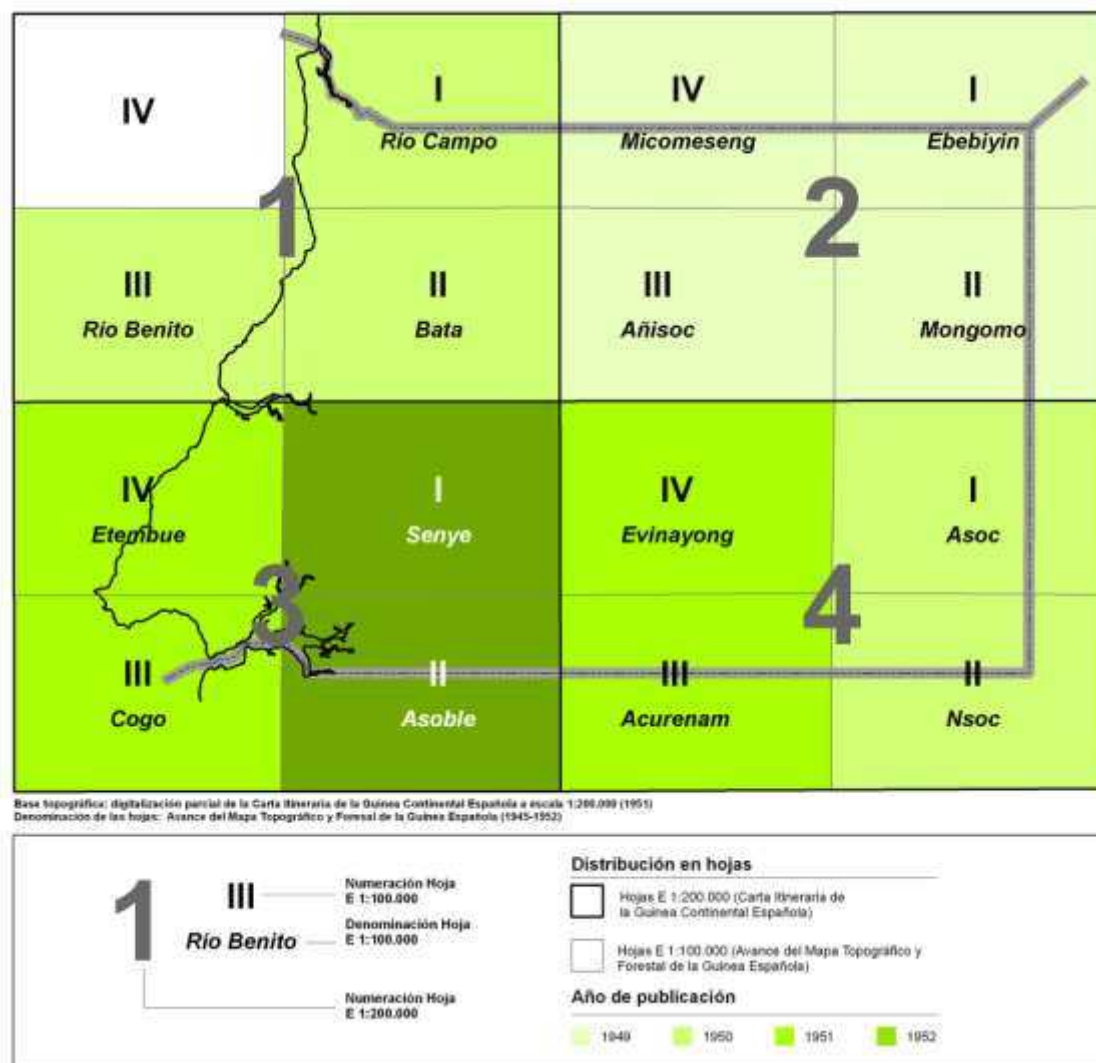 IV
I
IV
I
Río Campo
Micomeseng
Ebebiyin
1
2
III
II
III
II
Río Benito
Bata
Añisoc
Mongomo
IV
I
IV
I
Etembue
Senye
Evinayong
Asoc
3
4
III
II
III
II
Cogo
Asoble
Acurenam
Nsoc
Base topográfica: digitalización parcial de la Carta Itineraria de la Guinea Continental Española a escala 1:200.000 (1951)
Denominación de las hojas: Avance del Mapa Topográfico y Foresal de la Guinea Española (1945-1952)
1
III
Río Benito
Numeración Hoja
E 1:100.000
Denominación Hoja
E 1:100.000
Numeración Hoja
E 1:200.000
Distribución en hojas
Hojas E 1:200.000 (Carta Itineraria de
la Guinea Continental Española)
Hojas E 1:100.000 (Avance del Mapa Topográfico y
Forestal de la Guinea Española)
Año de publicación
1949
1950
1951
1952